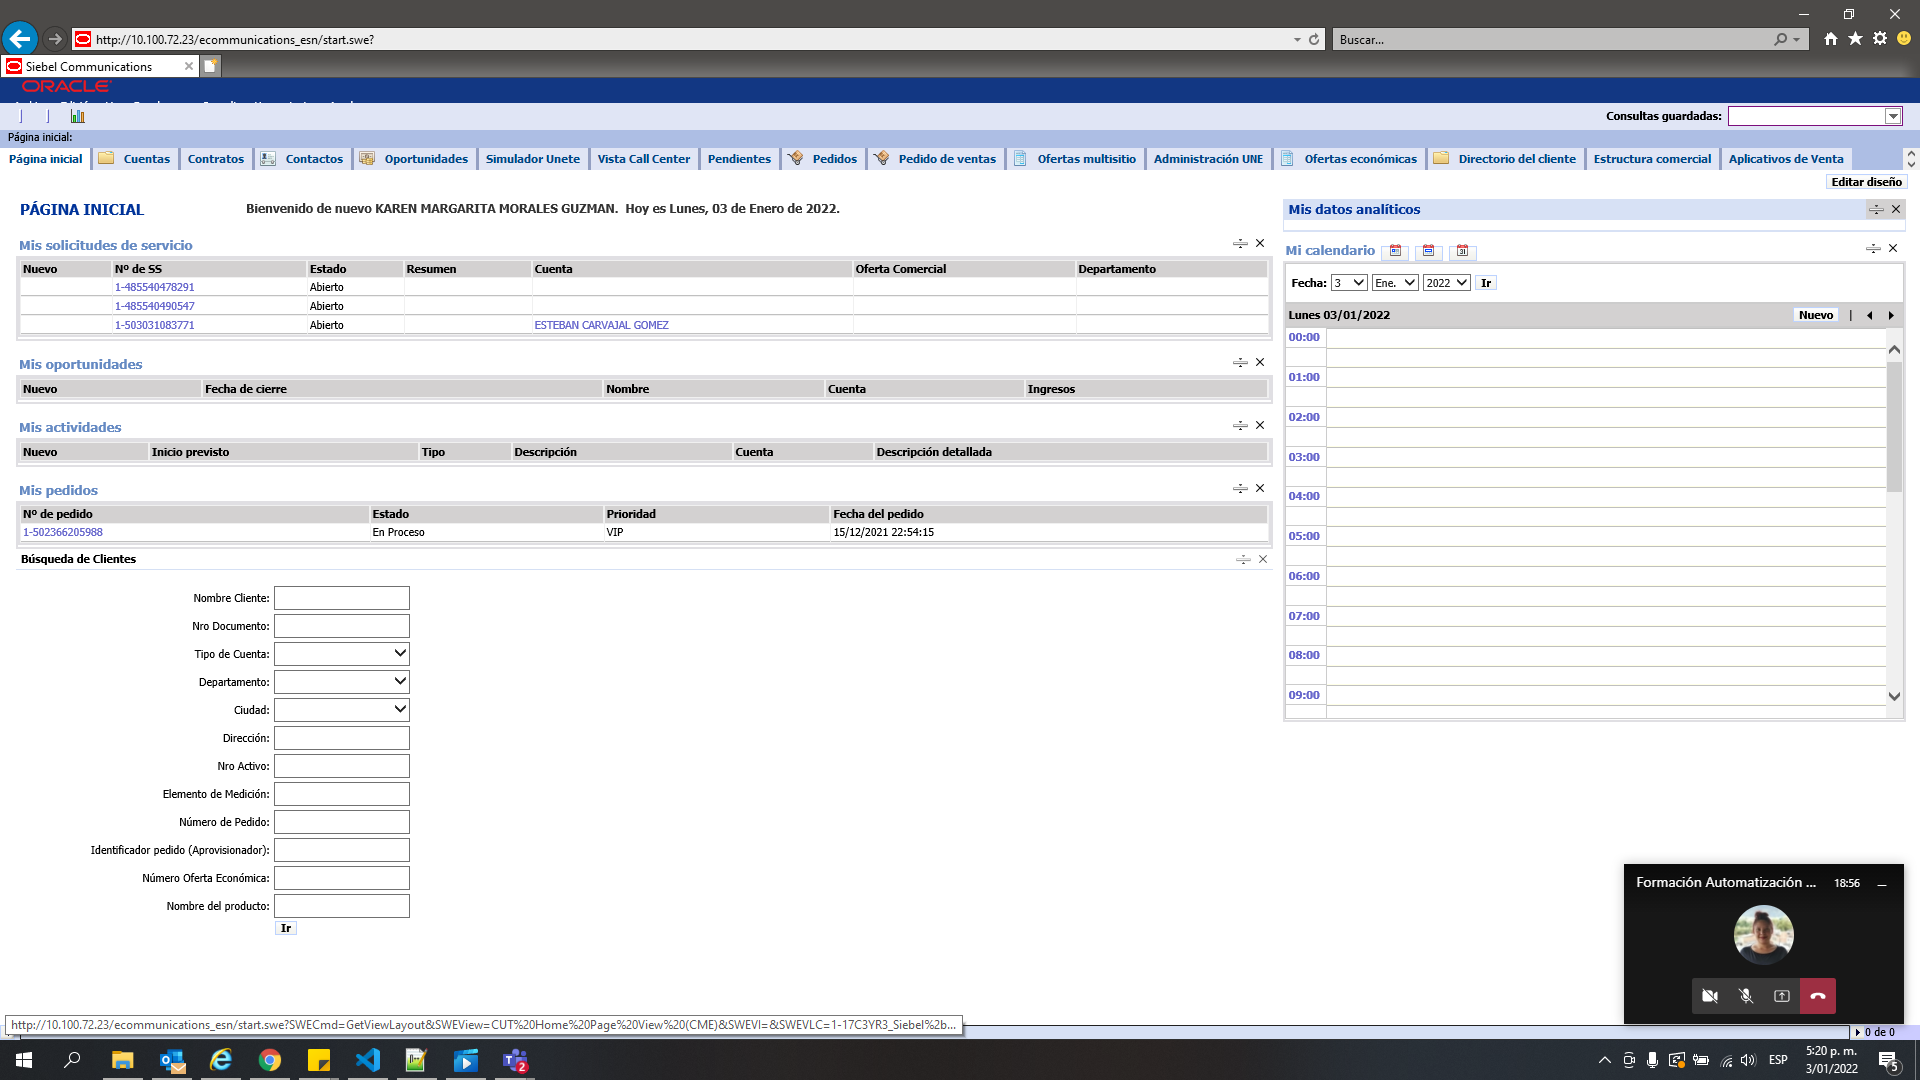 http://10.100.72.23/ecommunications_esn/start.swe?
Buscar...
Siebel Communications
ORACLE
Consultas guardadas:
Página inicial:
Página inicial Cuentas Contratos Contactos Oportunidades Simulador Unete Vista Call Center Pendientes Pedidos Pedido de ventas Ofertas multisitio Administración UNE Ofertas económicas Directorio del cliente Estructura comercial Aplicativos de Venta
Editar diseño
PÁGINA INICIAL
Bienvenido de nuevo KAREN MARGARITA MORALES GUZMAN. Hoy es Lunes, 03 de Enero de 2022.
Mis solicitudes de servicio
Nuevo Nº de SS Estado Resumen Cuenta Oferta Comercial Departamento
1-485540478291 Abierto
1-485540490547 Abierto
1-503031083771 Abierto ESTEBAN CARVAJAL GOMEZ
Mis oportunidades
Nuevo Fecha de cierre Nombre Cuenta Ingresos
Mis actividades
Nuevo Inicio previsto Tipo Descripción Cuenta Descripción detallada
Mis pedidos
Nº de pedido Estado Prioridad Fecha del pedido
1-502366205988 En Proceso VIP 15/12/2021 22:54:15
Búsqueda de Clientes
Nombre Cliente:
Nro Documento:
Tipo de Cuenta:
Departamento:
Ciudad:
Dirección:
Nro Activo:
Elemento de Medición:
Número de Pedido:
Identificador pedido (Aprovisionador):
Número Oferta Económica:
Nombre del producto:
Ir
Mis datos analíticos
Mi calendario
Fecha: 3 Ene. 2022 Ir
Lunes 03/01/2022 Nuevo |
00:00
01:00
02:00
03:00
04:00
05:00
06:00
07:00
08:00
09:00
Formación Automatización ... 18:56
http://10.100.72.23/ecommunications_esn/start.swe?SWECmd=GetViewLayout&SWEView=CUT%20Home%20Page%20View%20(CME)&SWEVI=&SWEVLC=1-17C3YR3_Siebel%2b...
0 de 0
2
ESP
5:20 p. m.
3/01/2022
5